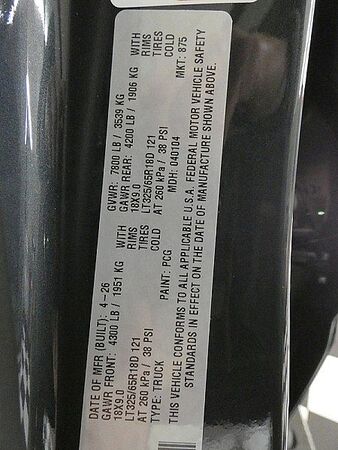 DATE OF MFR (BUILT): 4-26 GVWR: 7800 LB / 3539 KG
GAWR FRONT: 4300 LB / 1951 KG WITH GAWR REAR: 4200 LB / 1906 KG WITH
18X9.0 RIMS 18X9.0 RIMS
LT325/65R18D 121 TIRES LT325/65R18D 121 TIRES
AT 260 kPa / 38 PSI COLD AT 260 kPa / 38 PSI COLD
TYPE: TRUCK PAINT: PCG MDH: 040104 MKT: 875
THIS VEHICLE CONFORMS TO ALL APPLICABLE U.S.A. FEDERAL MOTOR VEHICLE SAFETY
STANDARDS IN EFFECT ON THE DATE OF MANUFACTURE SHOWN ABOVE.